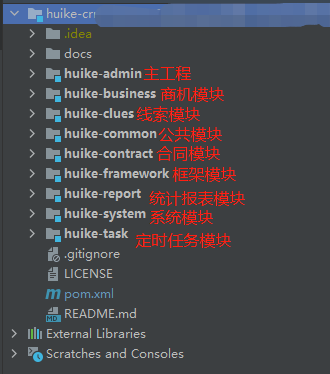 huike-cr
.idea
docs
huike-admin 主工程
huike-business 商机模块
huike-clues 线索模块
huike-common 公共模块
huike-contract 合同模块
huike-framework 框架模块
huike-report 统计报表模块
huike-system 系统模块
huike-task 定时任务模块
.gitignore
LICENSE
pom.xml
README.md
External Libraries
Scratches and Consoles